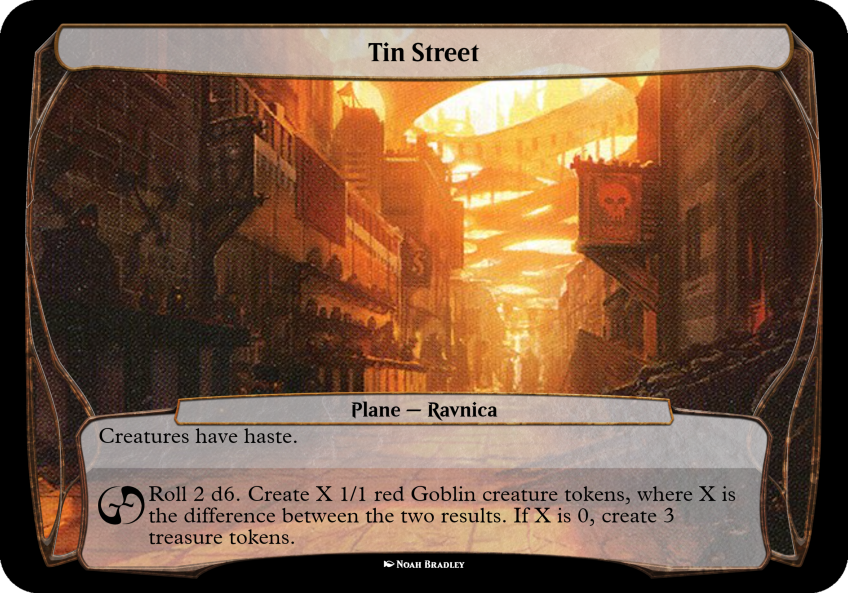 Tin Street
Plane — Ravnica
Creatures have haste.
Roll 2 d6. Create X 1/1 red Goblin creature tokens, where X is
the difference between the two results. If X is 0, create 3
treasure tokens.
Noah Bradley